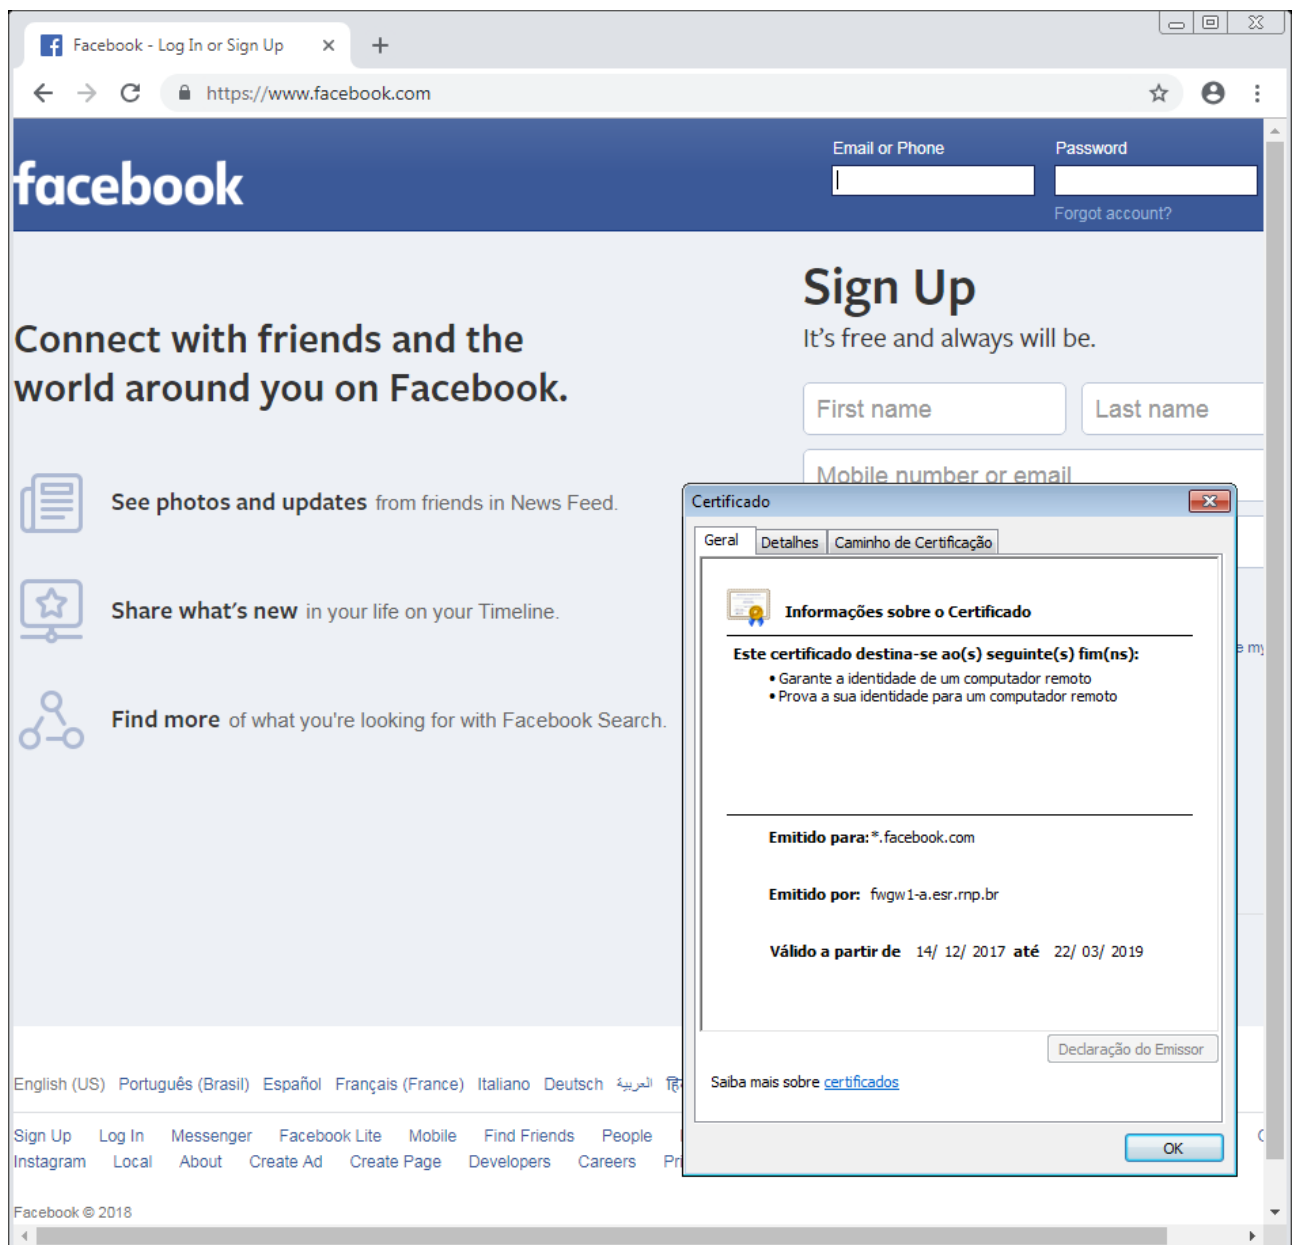 Facebook - Log In or Sign Up
https://www.facebook.com
Email or Phone
Password
facebook
Forgot account?
Sign Up
It's free and always will be.
Connect with friends and the
world around you on Facebook.
First name
Last name
Mobile number or email
See photos and updates from friends in News Feed.
Share what's new in your life on your Timeline.
Find more of what you're looking for with Facebook Search.
Certificado
Geral
Detalhes
Caminho de Certificação
Informações sobre o Certificado
Este certificado destina-se ao(s) seguinte(s) fim(ns):
• Garante a identidade de um computador remoto
• Prova a sua identidade para um computador remoto
Emitido para: *.facebook.com
Emitido por: fwgw1-a.esr.rnp.br
Válido a partir de 14/ 12/ 2017 até 22/ 03/ 2019
Declaração do Emissor
Saiba mais sobre certificados
OK
English (US) Português (Brasil) Español Français (France) Italiano Deutsch العربية
Sign Up Log In Messenger Facebook Lite Mobile Find Friends People
Instagram Local About Create Ad Create Page Developers Careers
Facebook © 2018